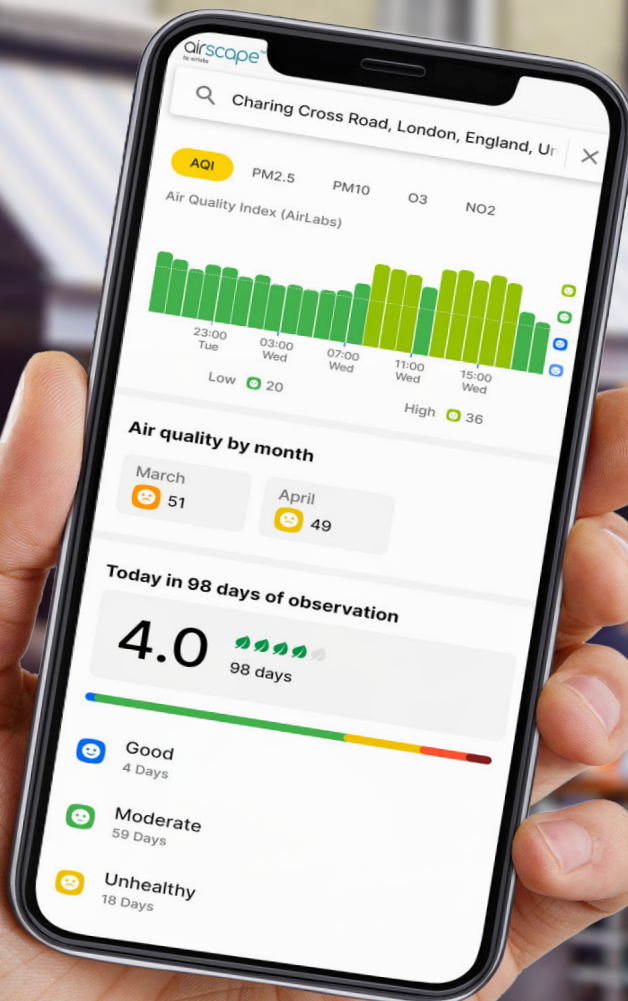 airscape™
by airlabs
Charing Cross Road, London, England, Un
AQI PM2.5 PM10 O3 NO2
Air Quality Index (AirLabs)
23:00 03:00 07:00 11:00 15:00
Tue Wed Wed Wed Wed
Low 20 High 36
Air quality by month
March April
51 49
Today in 98 days of observation
4.0
98 days
Good
4 Days
Moderate
59 Days
Unhealthy
18 Days